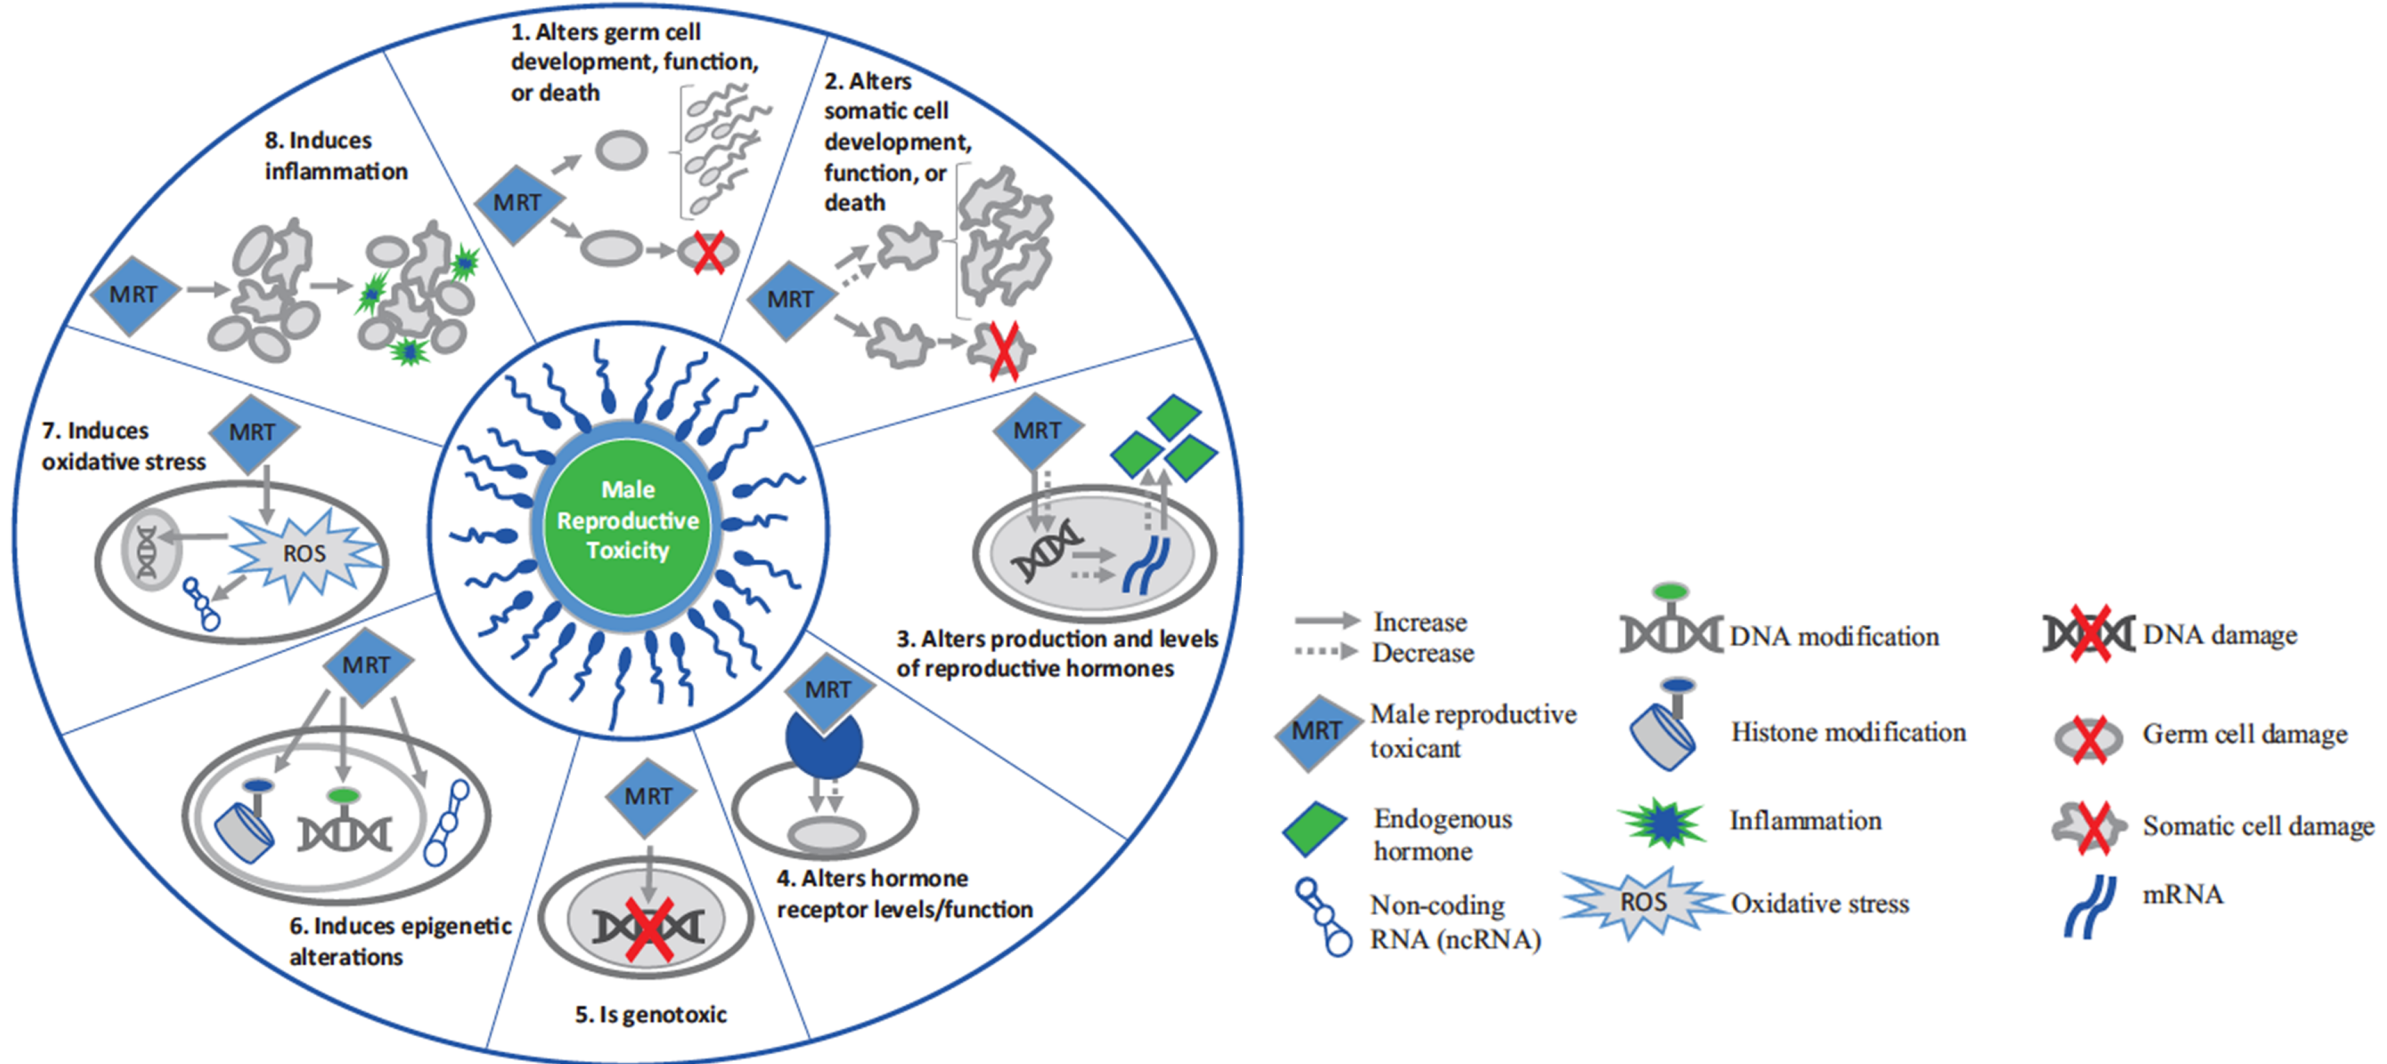 1. Alters germ cell
development, function,
or death
MRT
2. Alters
somatic cell
development,
function, or
death
MRT
MRT
3. Alters production and levels
of reproductive hormones
MRT
4. Alters hormone
receptor levels/function
MRT
5. Is genotoxic
MRT
6. Induces epigenetic
alterations
7. Induces
oxidative stress
MRT
ROS
8. Induces
inflammation
MRT
Male
Reproductive
Toxicity
Increase
Decrease
MRT
Male reproductive
toxicant
Endogenous
hormone
Non-coding
RNA (ncRNA)
DNA modification
Histone modification
Inflammation
ROS
Oxidative stress
DNA damage
Germ cell damage
Somatic cell damage
mRNA